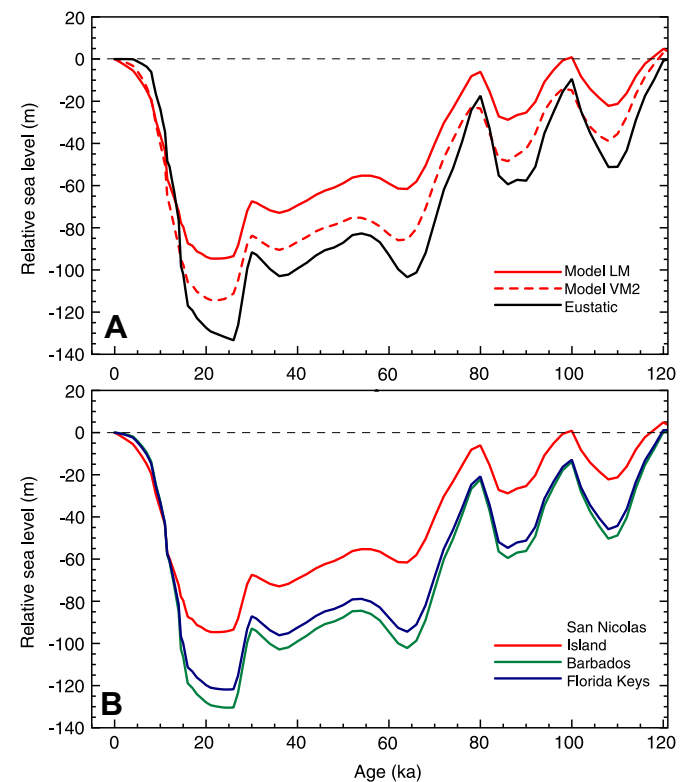 20
0
-20
-40
-60
-80
-100
-120
-140
Relative sea level (m)
A
Model LM
Model VM2
Eustatic
0 20 40 60 80 100 120
20
0
-20
-40
-60
-80
-100
-120
-140
Relative sea level (m)
B
San Nicolas
Island
Barbados
Florida Keys
0 20 40 60 80 100 120
Age (ka)